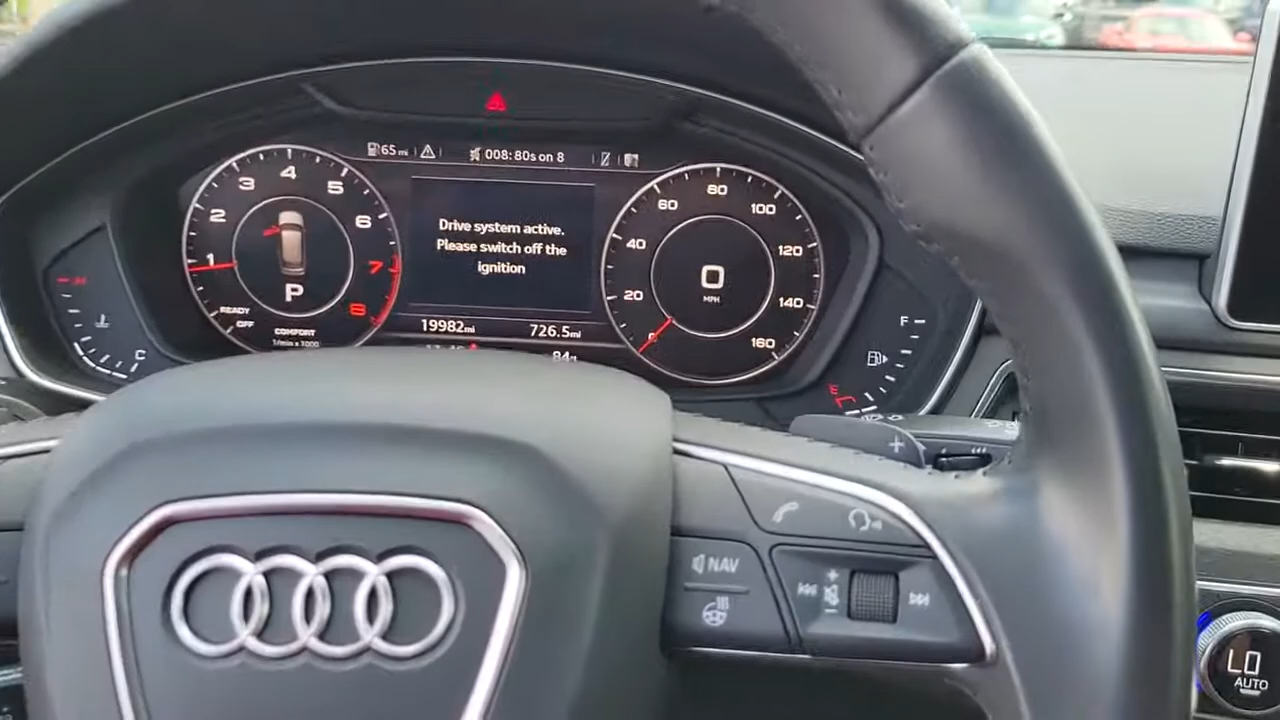 65 mi
008: 80s on 8
Drive system active.
Please switch off the
ignition
1
2
3
4
5
6
7
8
P
READY
OFF
COMFORT
1/min x 1000
C
19982mi
726.5mi
20
40
60
80
100
120
140
160
0
MPH
F
E
+
NAV
+
−
LO
AUTO